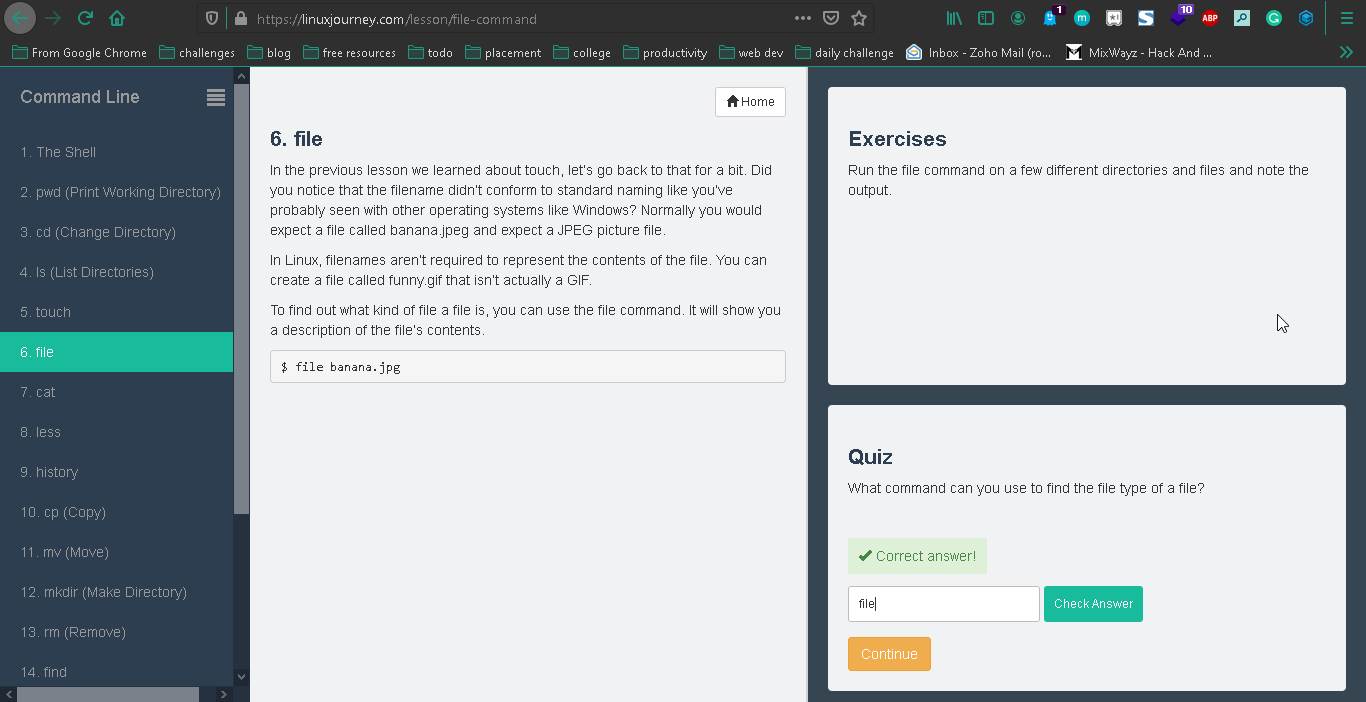 https://linuxjourney.com/lesson/file-command
1
10
ABP
From Google Chrome
challenges
blog
free resources
todo
placement
college
productivity
web dev
daily challenge
Inbox - Zoho Mail (ro...
MixWayz - Hack And ...
Command Line
1. The Shell
2. pwd (Print Working Directory)
3. cd (Change Directory)
4. ls (List Directories)
5. touch
6. file
7. cat
8. less
9. history
10. cp (Copy)
11. mv (Move)
12. mkdir (Make Directory)
13. rm (Remove)
14. find
Home
6. file
In the previous lesson we learned about touch, let's go back to that for a bit. Did
you notice that the filename didn't conform to standard naming like you've
probably seen with other operating systems like Windows? Normally you would
expect a file called banana.jpeg and expect a JPEG picture file.
In Linux, filenames aren't required to represent the contents of the file. You can
create a file called funny.gif that isn't actually a GIF.
To find out what kind of file a file is, you can use the file command. It will show you
a description of the file's contents.
$ file banana.jpg
Exercises
Run the file command on a few different directories and files and note the
output.
Quiz
What command can you use to find the file type of a file?
Correct answer!
file
Check Answer
Continue